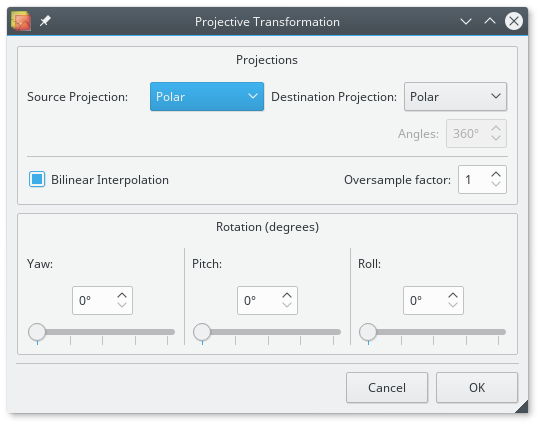 Projective Transformation
Projections
Source Projection: Polar Destination Projection: Polar
Angles: 360°
Bilinear Interpolation Oversample factor: 1
Rotation (degrees)
Yaw: Pitch: Roll:
0° 0° 0°
Cancel OK